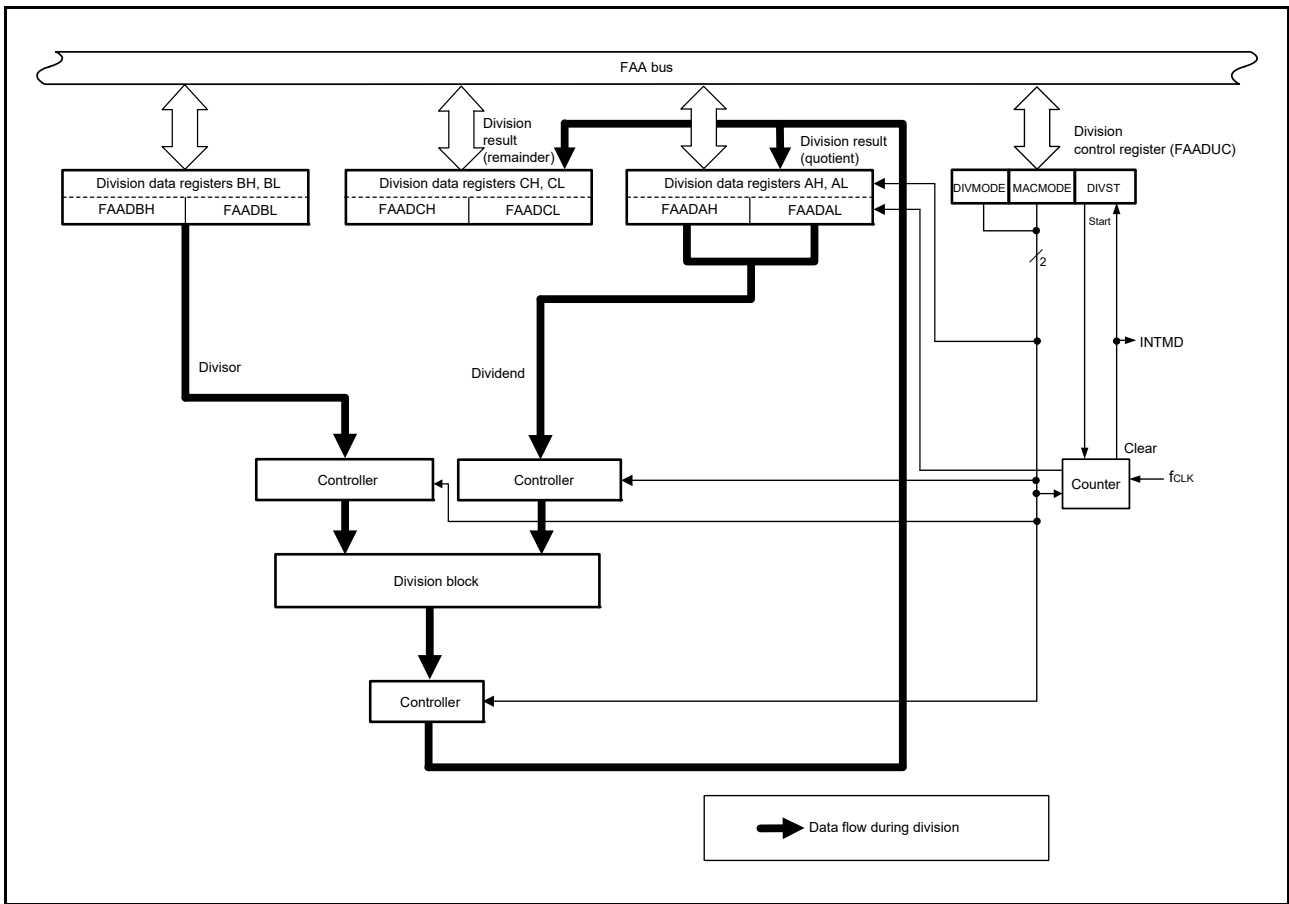 FAA bus
Division
result
(remainder)
Division result
(quotient)
Division
control register (FAADUC)
Division data registers BH, BL
FAADBH
FAADBL
Division data registers CH, CL
FAADCH
FAADCL
Division data registers AH, AL
FAADAH
FAADAL
DIVMODE
MACMODE
DIVST
Start
2
INTMD
Divisor
Dividend
Clear
Controller
Controller
Counter
fCLK
Division block
Controller
Data flow during division